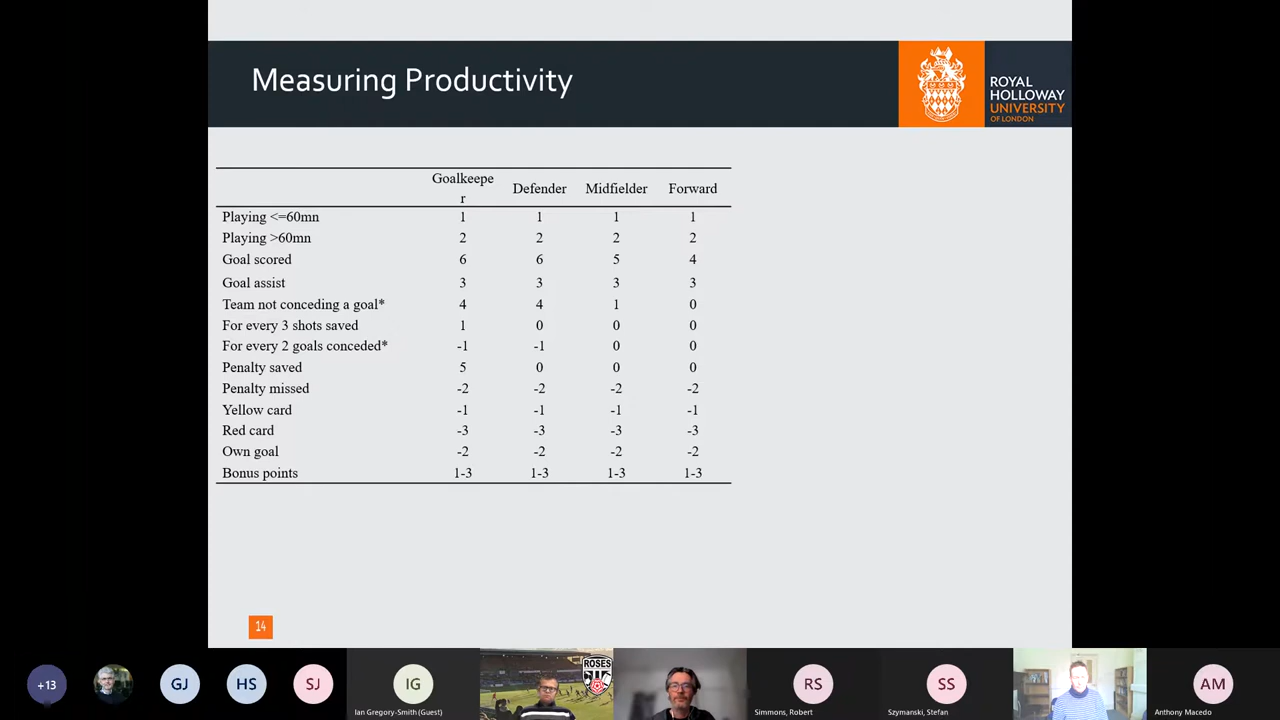 Measuring Productivity
ROYAL
HOLLOWAY
UNIVERSITY
OF LONDON
Goalkeepe
r Defender Midfielder Forward
Playing <=60mn 1 1 1 1
Playing >60mn 2 2 2 2
Goal scored 6 6 5 4
Goal assist 3 3 3 3
Team not conceding a goal* 4 4 1 0
For every 3 shots saved 1 0 0 0
For every 2 goals conceded* -1 -1 0 0
Penalty saved 5 0 0 0
Penalty missed -2 -2 -2 -2
Yellow card -1 -1 -1 -1
Red card -3 -3 -3 -3
Own goal -2 -2 -2 -2
Bonus points 1-3 1-3 1-3 1-3
14
ROSES
+13 GJ HS SJ IG RS SS AM
Ian Gregory-Smith (Guest) Simmons, Robert Szymanski, Stefan Anthony Macedo